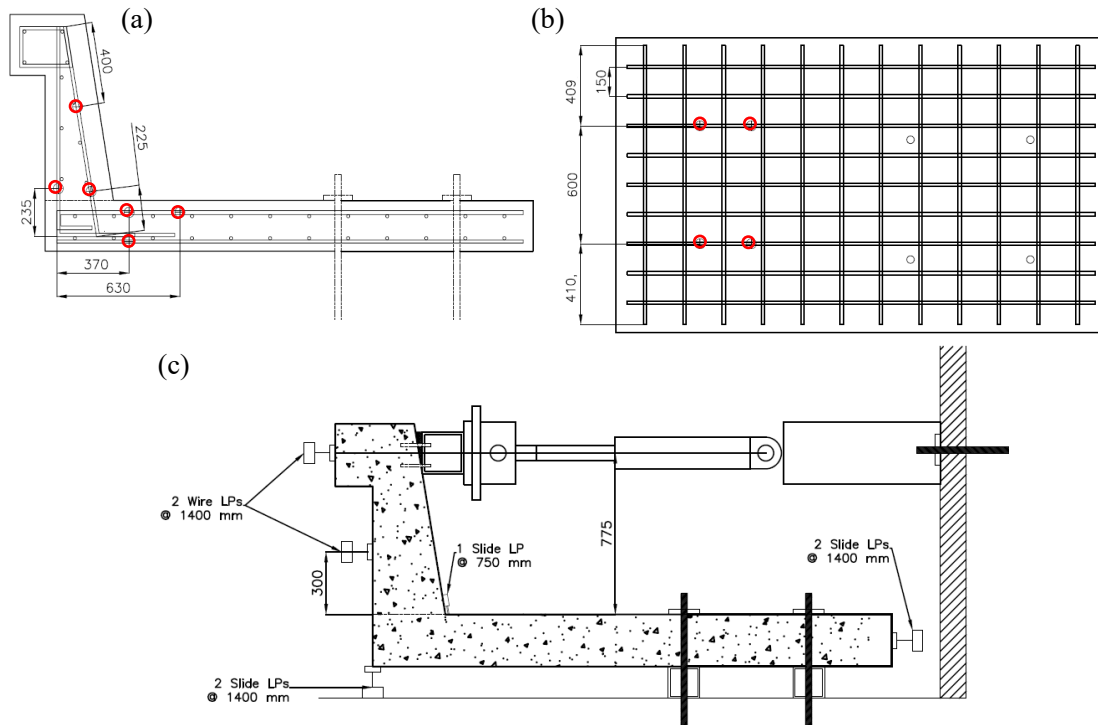 (a)
400
225
235
370
630
(b)
409
150
600
410,
(c)
2 Wire LPs
@ 1400 mm
300
1 Slide LP
@ 750 mm
775
2 Slide LPs
@ 1400 mm
2 Slide LPs
@ 1400 mm